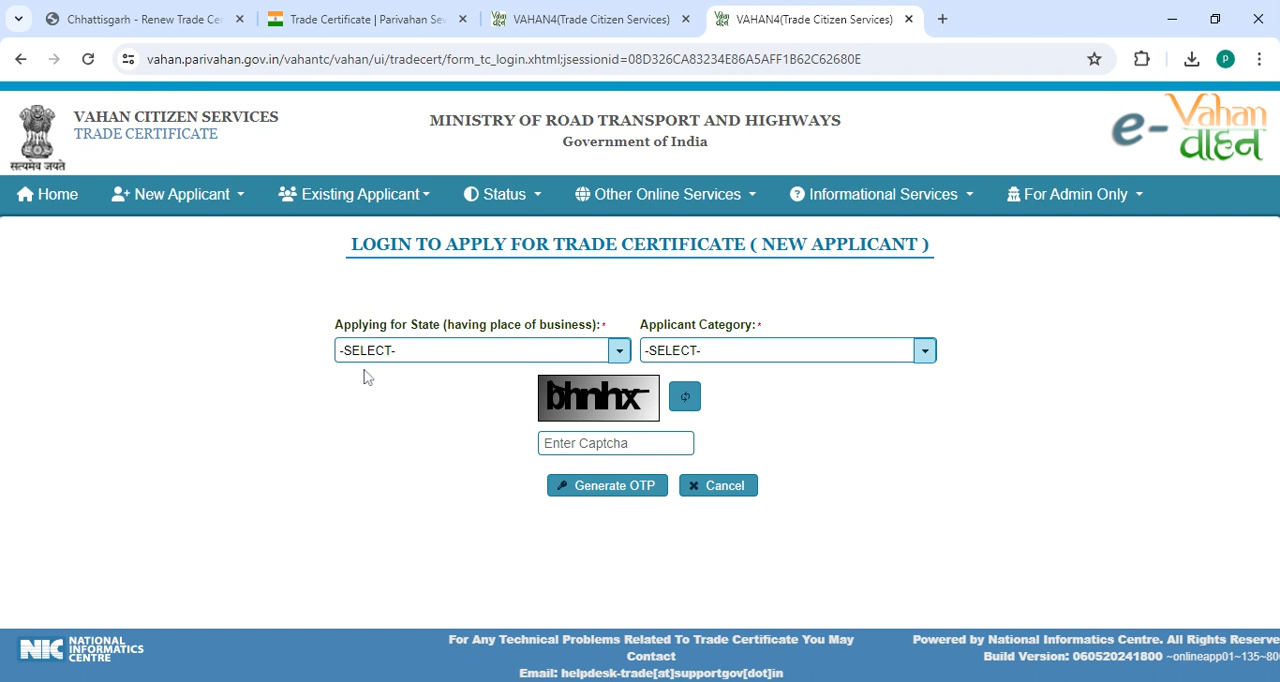 Chhattisgarh - Renew Trade Ce
Trade Certificate | Parivahan Se
VAHAN4(Trade Citizen Services)
VAHAN4(Trade Citizen Services)
vahan.parivahan.gov.in/vahantc/vahan/ui/tradecert/form_tc_login.xhtml;jsessionid=08D326CA83234E86A5AFF1B62C62680E
P
सत्यमेव जयते
VAHAN CITIZEN SERVICES
TRADE CERTIFICATE
MINISTRY OF ROAD TRANSPORT AND HIGHWAYS
Government of India
e-Vahan
वाहन
Home
New Applicant
Existing Applicant
Status
Other Online Services
Informational Services
For Admin Only
LOGIN TO APPLY FOR TRADE CERTIFICATE ( NEW APPLICANT )
Applying for State (having place of business):*
Applicant Category:*
-SELECT-
-SELECT-
bhnhx
Enter Captcha
Generate OTP
Cancel
NIC
NATIONAL
INFORMATICS
CENTRE
For Any Technical Problems Related To Trade Certificate You May
Contact
Email: helpdesk-trade[at]supportgov[dot]in
Powered by National Informatics Centre. All Rights Reserve
Build Version: 060520241800 ~onlineapp01~135~80